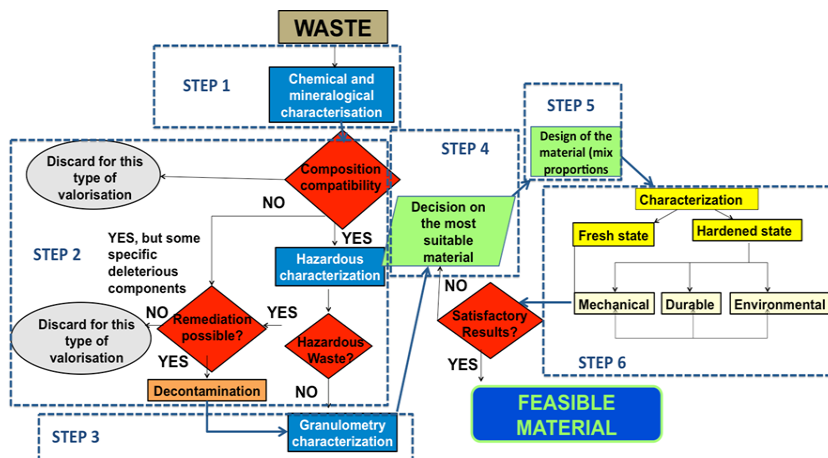 WASTE
STEP 1
Chemical and
mineralogical
characterisation
STEP 5
Design of the
material (mix
proportions
STEP 4
Composition
compatibility
Discard for this
type of
valorisation
NO
YES
YES, but some
specific
deleterious
components
STEP 2
Hazardous
characterization
Decision on
the most
suitable
material
Characterization
Fresh state
Hardened state
Mechanical
Durable
Environmental
STEP 6
NO
Satisfactory
Results?
YES
FEASIBLE
MATERIAL
Discard for this
type of
valorisation
NO
Remediation
possible?
YES
Hazardous
Waste?
YES
NO
Decontamination
STEP 3
Granulometry
characterization